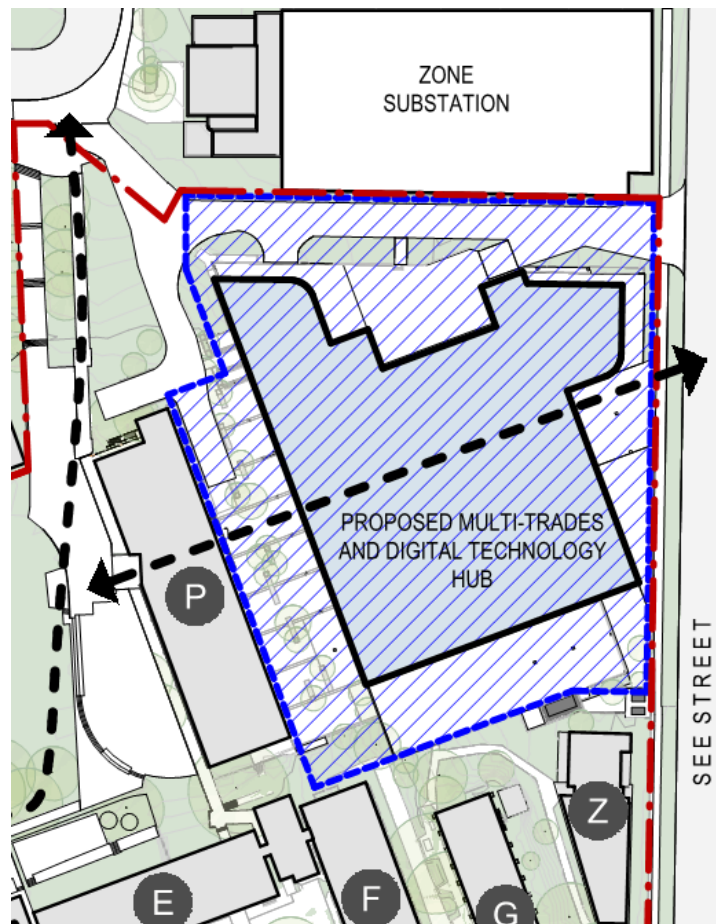 ZONE
SUBSTATION
PROPOSED MULTI-TRADES
AND DIGITAL TECHNOLOGY
HUB
P
SEE STREET
Z
E
F
G